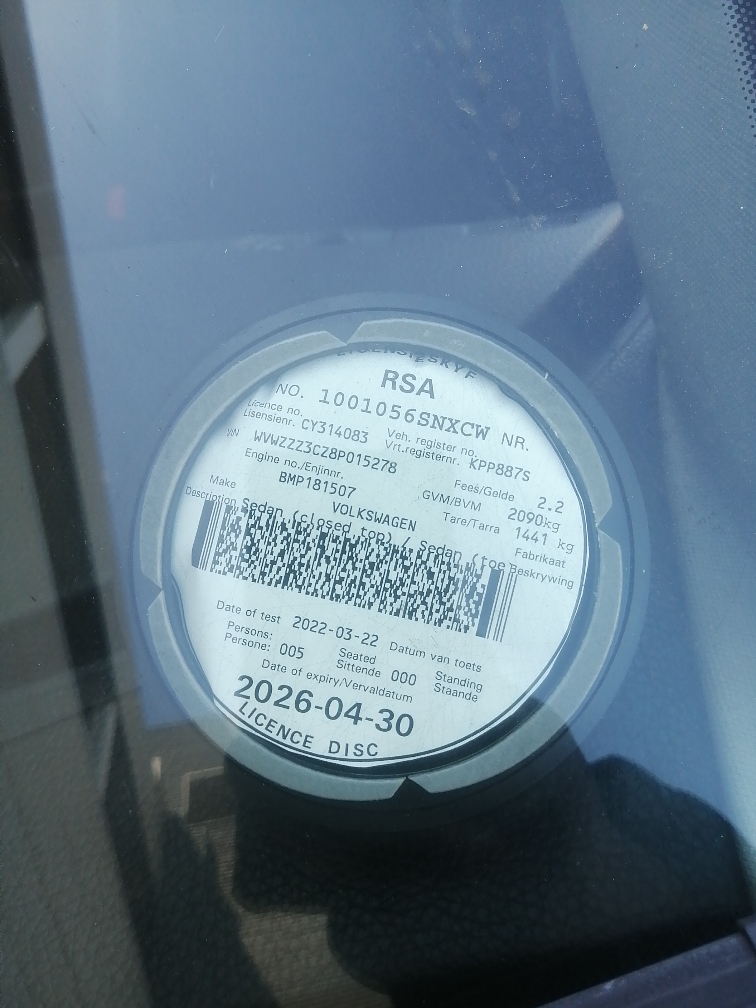 LISENSIESKYF
RSA
NO. 1001056SNXCW NR.
Licence no. Veh. register no.
Lisensienr. CY314083 Vrt.registernr. KPP887S
VIN WVWZZZ3CZ8P015278 Fees/Gelde 2.2
Engine no./Enjinnr. GVM/BVM 2090kg
BMP181507 Tare/Tarra 1441 kg
Make VOLKSWAGEN Fabrikaat
Description Sedan (closed top) / Sedan (toe Beskrywing
Date of test 2022-03-22 Datum van toets
Persons: Seated Standing
Persone: 005 Sittende 000 Staande
Date of expiry/Vervaldatum
2026-04-30
LICENCE DISC